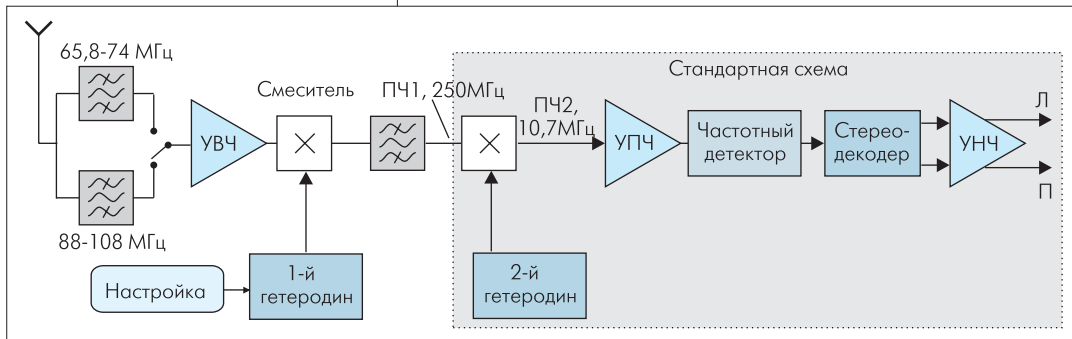 65,8-74 МГц
88-108 МГц
УВЧ
Смеситель
ПЧ1, 250МГц
Настройка
1-й
гетеродин
Стандартная схема
ПЧ2,
10,7МГц
2-й
гетеродин
УПЧ
Частотный
детектор
Стерео-
декодер
УНЧ
Л
П